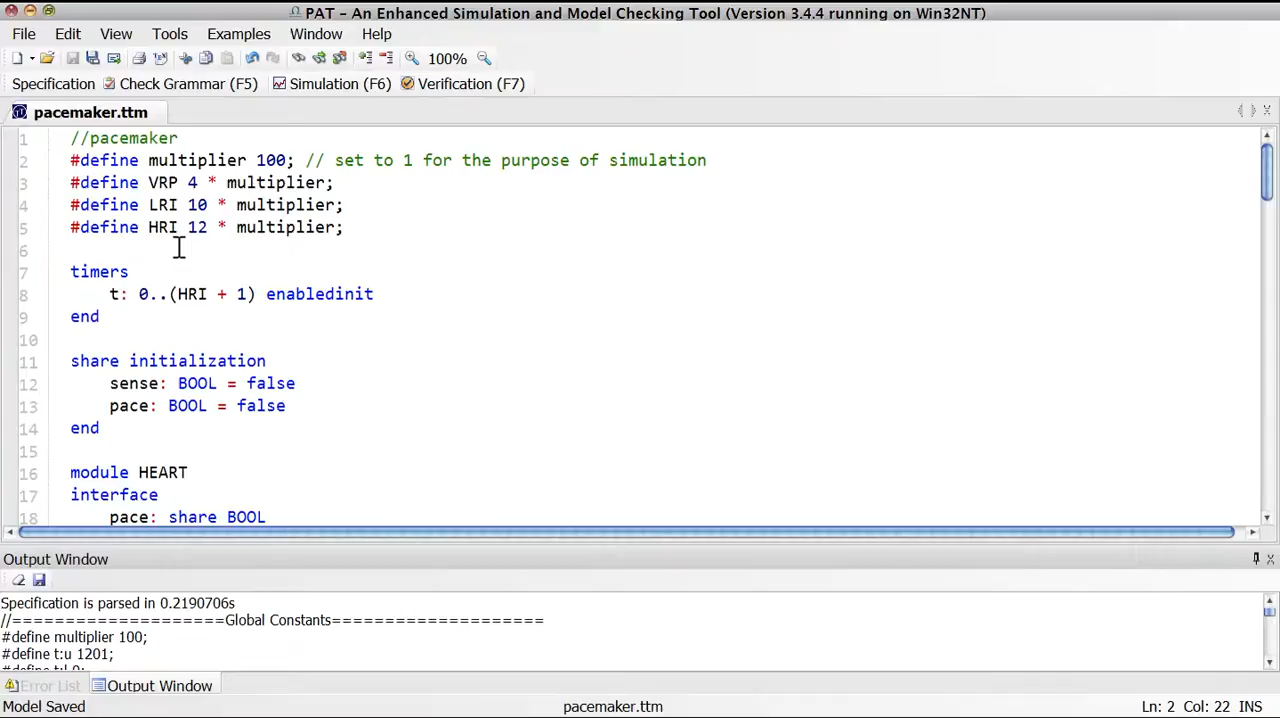 PAT - An Enhanced Simulation and Model Checking Tool (Version 3.4.4 running on Win32NT)
File Edit View Tools Examples Window Help
100%
Specification Check Grammar (F5) Simulation (F6) Verification (F7)
pacemaker.ttm
1 //pacemaker
2 #define multiplier 100; // set to 1 for the purpose of simulation
3 #define VRP 4 * multiplier;
4 #define LRI 10 * multiplier;
5 #define HRI 12 * multiplier;
6
7 timers
8 t: 0..(HRI + 1) enabledinit
9 end
10
11 share initialization
12 sense: BOOL = false
13 pace: BOOL = false
14 end
15
16 module HEART
17 interface
18 pace: share BOOL
Output Window
Specification is parsed in 0.2190706s
//====================Global Constants====================
#define multiplier 100;
#define t:u 1201;
#define t:l 0;
Error List Output Window
Model Saved pacemaker.ttm Ln: 2 Col: 22 INS